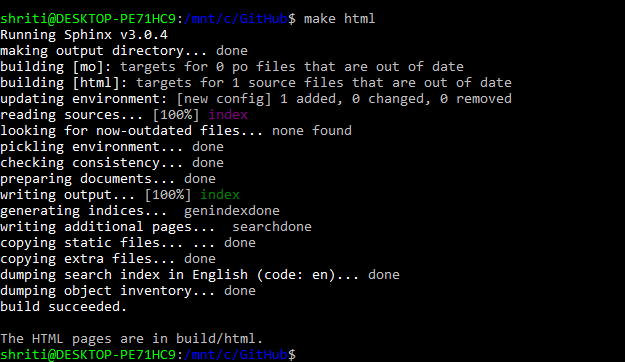 shriti@DESKTOP-PE71HC9:/mnt/c/GitHub$ make html
Running Sphinx v3.0.4
making output directory... done
building [mo]: targets for 0 po files that are out of date
building [html]: targets for 1 source files that are out of date
updating environment: [new config] 1 added, 0 changed, 0 removed
reading sources... [100%] index
looking for now-outdated files... none found
pickling environment... done
checking consistency... done
preparing documents... done
writing output... [100%] index
generating indices...  genindexdone
writing additional pages...  searchdone
copying static files... ... done
copying extra files... done
dumping search index in English (code: en)... done
dumping object inventory... done
build succeeded.

The HTML pages are in build/html.
shriti@DESKTOP-PE71HC9:/mnt/c/GitHub$